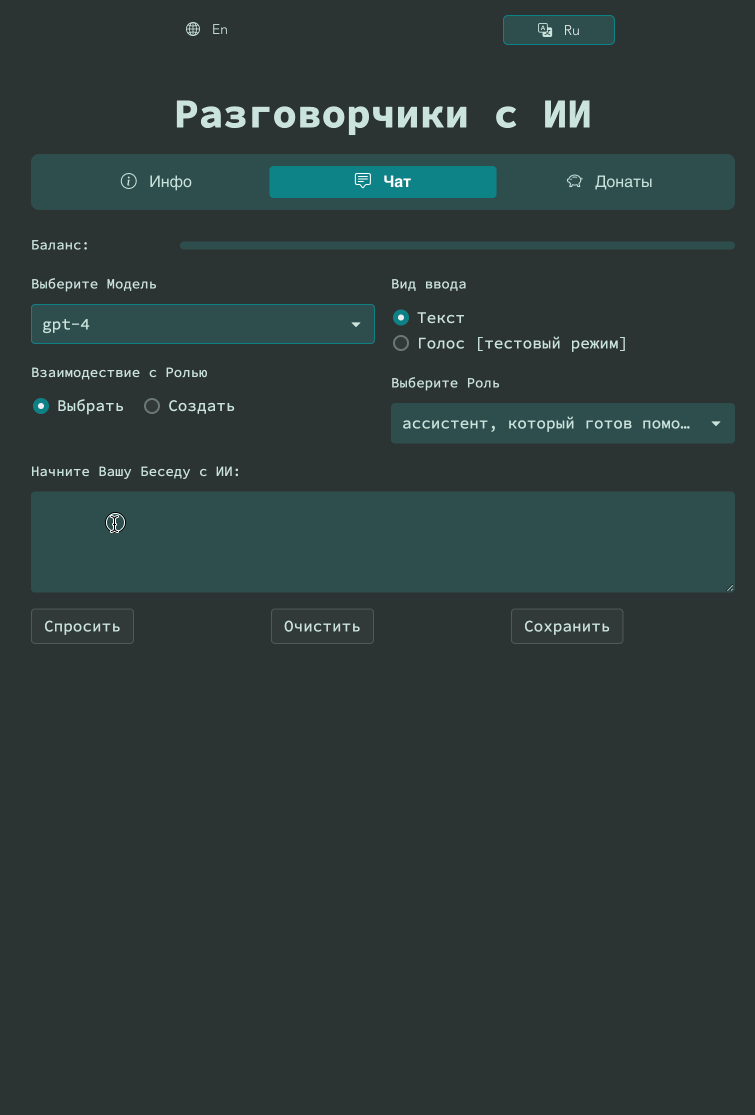 En
Ru
Разговорчики с ИИ
Инфо
Чат
Донаты
Баланс:
Выберите Модель
gpt-4
Взаимодествие с Ролью
Выбрать
Создать
Вид ввода
Текст
Голос [тестовый режим]
Выберите Роль
ассистент, который готов помо…
Начните Вашу Беседу с ИИ:
Спросить
Очистить
Сохранить